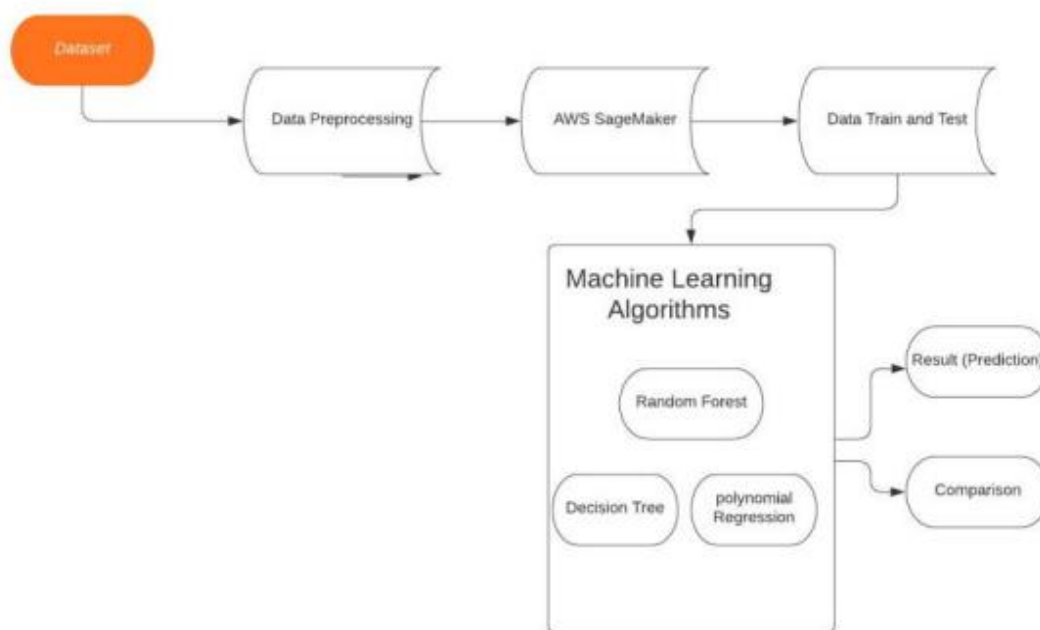 Dataset
Data Preprocessing
AWS SageMaker
Data Train and Test
Machine Learning
Algorithms
Random Forest
Decision Tree
polynomial
Regression
Result (Prediction)
Comparison